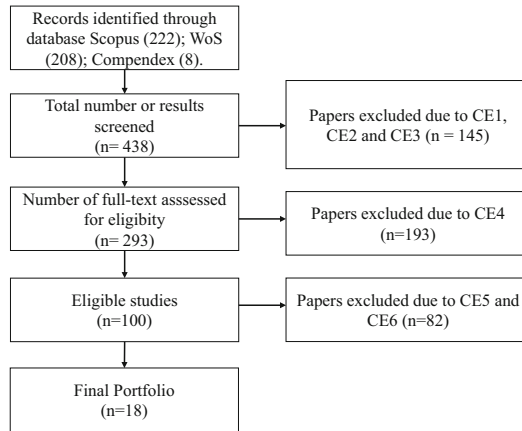 Records identified through
database Scopus (222); WoS
(208); Compendex (8).
Total number or results
screened
(n= 438)
Papers excluded due to CE1,
CE2 and CE3 (n = 145)
Number of full-text asssessed
for eligibity
(n= 293)
Papers excluded due to CE4
(n=193)
Eligible studies
(n=100)
Papers excluded due to CE5 and
CE6 (n=82)
Final Portfolio
(n=18)